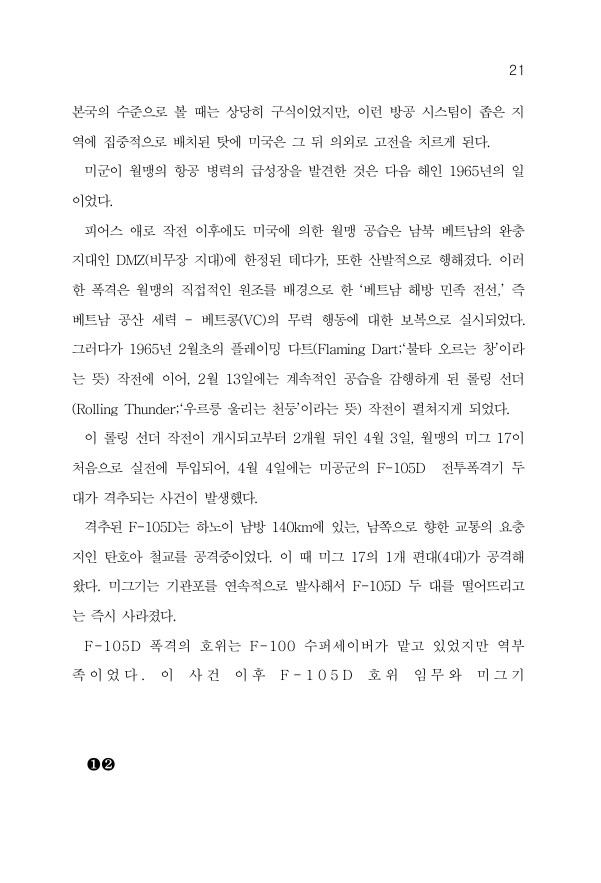 21
본국의 수준으로 볼 때는 상당히 구식이었지만, 이런 방공 시스팀이 좁은 지
역에 집중적으로 배치된 탓에 미국은 그 뒤 의외로 고전을 치르게 된다.
미군이 월맹의 항공 병력의 급성장을 발견한 것은 다음 해인 1965년의 일
이었다.
피어스 애로 작전 이후에도 미국에 의한 월맹 공습은 남북 베트남의 완충
지대인 DMZ(비무장 지대)에 한정된 데다가, 또한 산발적으로 행해졌다. 이러
한 폭격은 월맹의 직접적인 원조를 배경으로 한 ‘베트남 해방 민족 전선,’ 즉
베트남 공산 세력 – 베트콩(VC)의 무력 행동에 대한 보복으로 실시되었다.
그러다가 1965년 2월초의 플레이밍 다트(Flaming Dart;‘불타 오르는 창’이라
는 뜻) 작전에 이어, 2월 13일에는 계속적인 공습을 감행하게 된 롤링 선더
(Rolling Thunder;‘우르릉 울리는 천둥’이라는 뜻) 작전이 펼쳐지게 되었다.
이 롤링 선더 작전이 개시되고부터 2개월 뒤인 4월 3일, 월맹의 미그 17이
처음으로 실전에 투입되어, 4월 4일에는 미공군의 F-105D 전투폭격기 두
대가 격추되는 사건이 발생했다.
격추된 F-105D는 하노이 남방 140km에 있는, 남쪽으로 향한 교통의 요충
지인 탄호아 철교를 공격중이었다. 이 때 미그 17의 1개 편대(4대)가 공격해
왔다. 미그기는 기관포를 연속적으로 발사해서 F-105D 두 대를 떨어뜨리고
는 즉시 사라졌다.
F-105D 폭격의 호위는 F-100 수퍼세이버가 맡고 있었지만 역부
족이었다. 이 사건 이후 F-105D 호위 임무와 미그기
❶❷